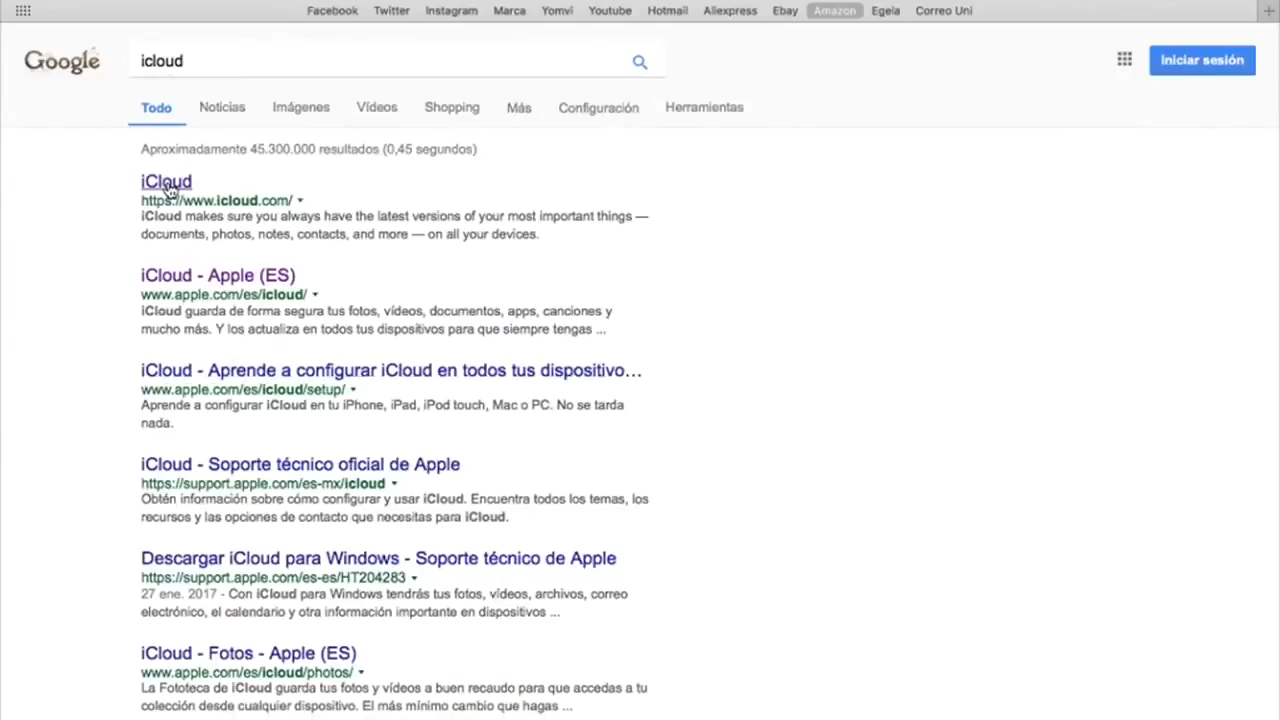 Facebook Twitter Instagram Marca Yomvi Youtube Hotmail Aliexpress Ebay Amazon Egela Correo Uni
Google icloud Iniciar sesión
Todo Noticias Imágenes Vídeos Shopping Más Configuración Herramientas
Aproximadamente 45.300.000 resultados (0,45 segundos)
iCloud
https://www.icloud.com/
iCloud makes sure you always have the latest versions of your most important things —
documents, photos, notes, contacts, and more — on all your devices.
iCloud - Apple (ES)
www.apple.com/es/icloud/
iCloud guarda de forma segura tus fotos, vídeos, documentos, apps, canciones y
mucho más. Y los actualiza en todos tus dispositivos para que siempre tengas ...
iCloud - Aprende a configurar iCloud en todos tus dispositivo...
www.apple.com/es/icloud/setup/
Aprende a configurar iCloud en tu iPhone, iPad, iPod touch, Mac o PC. No se tarda
nada.
iCloud - Soporte técnico oficial de Apple
https://support.apple.com/es-mx/icloud
Obtén información sobre cómo configurar y usar iCloud. Encuentra todos los temas, los
recursos y las opciones de contacto que necesitas para iCloud.
Descargar iCloud para Windows - Soporte técnico de Apple
https://support.apple.com/es-es/HT204283
27 ene. 2017 - Con iCloud para Windows tendrás tus fotos, vídeos, archivos, correo
electrónico, el calendario y otra información importante en dispositivos ...
iCloud - Fotos - Apple (ES)
www.apple.com/es/icloud/photos/
La Fototeca de iCloud guarda tus fotos y vídeos a buen recaudo para que accedas a tu
colección desde cualquier dispositivo. El más mínimo cambio que hagas ...